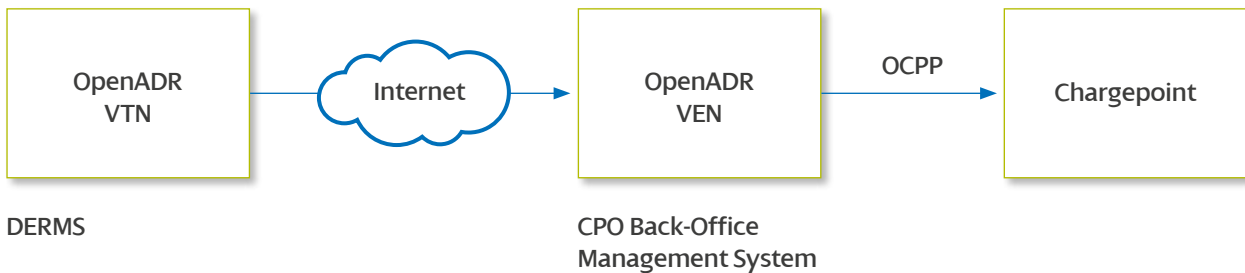 OpenADR
VTN
Internet
OpenADR
VEN
OCPP
Chargepoint
DERMS
CPO Back-Office
Management System